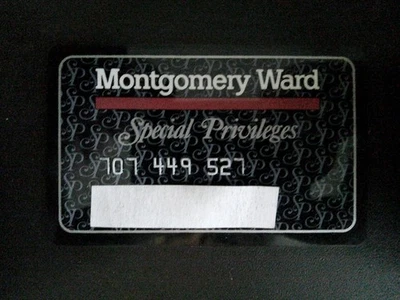 Montgomery Ward
Special Privileges
707 449 527